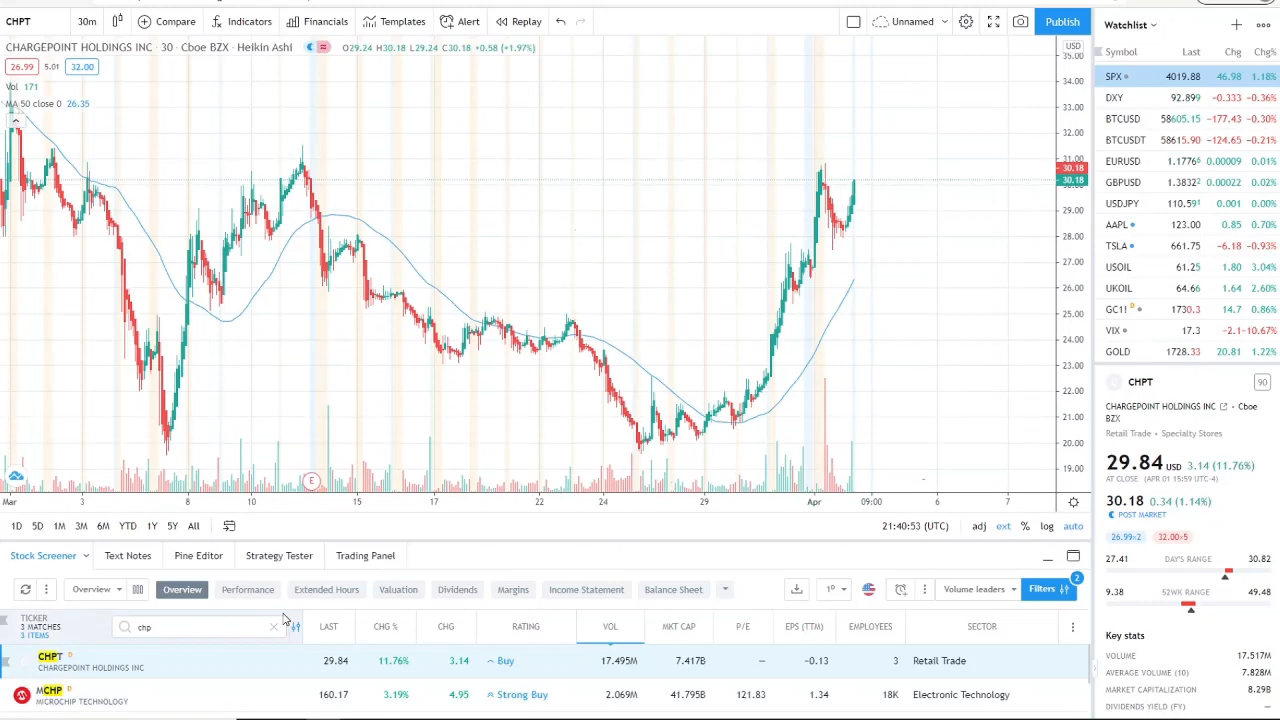 CHPT 30m Compare Indicators Financials Templates Alert Replay Unnamed Publish
CHARGEPOINT HOLDINGS INC · 30 · Cboe BZX · Heikin Ashi O29.24 H30.18 L29.24 C30.18 +0.58 (+1.97%)
26.99 5.01 32.00
Vol 171
MA 50 close 0 26.35
USD
35.00
34.00
33.00
32.00
31.00
30.18
30.18
29.00
28.00
27.00
26.00
25.00
24.00
23.00
22.00
21.00
20.00
19.00
E
Mar 3 8 10 15 17 22 24 29 Apr 09:00 6 7
1D 5D 1M 3M 6M YTD 1Y 5Y All 21:40:53 (UTC) adj ext % log auto
Stock Screener Text Notes Pine Editor Strategy Tester Trading Panel
Overview Overview Performance Extended Hours Valuation Dividends Margins Income Statement Balance Sheet 1D Volume leaders Filters 2
TICKER
3 MATCHES
3 ITEMS
chp
LAST CHG % CHG RATING VOL MKT CAP P/E EPS (TTM) EMPLOYEES SECTOR
CHPT D 29.84 11.76% 3.14 Buy 17.495M 7.417B — −0.13 3 Retail Trade
CHARGEPOINT HOLDINGS INC
MCHP D 160.17 3.19% 4.95 Strong Buy 2.069M 41.795B 121.83 1.34 18K Electronic Technology
MICROCHIP TECHNOLOGY
Watchlist
Symbol Last Chg Chg%
SPX 4019.88 46.98 1.18%
DXY 92.899 −0.333 −0.36%
BTCUSD 58605.15 −177.43 −0.30%
BTCUSDT 58615.90 −124.65 −0.21%
EURUSD 1.17766 0.00009 0.01%
GBPUSD 1.38322 0.00022 0.02%
USDJPY 110.591 0.001 0.00%
AAPL 123.00 0.85 0.70%
TSLA 661.75 −6.18 −0.93%
USOIL 61.25 1.80 3.04%
UKOIL 64.66 1.64 2.60%
GC1! D 1730.3 14.7 0.86%
VIX 17.3 −2.1 −10.67%
GOLD 1728.33 20.81 1.22%
CHPT 90
CHARGEPOINT HOLDINGS INC · Cboe
BZX
Retail Trade · Specialty Stores
29.84 USD 3.14 (11.76%)
AT CLOSE (APR 01 15:59 UTC-4)
30.18 0.34 (1.14%)
POST MARKET
26.99×2 32.00×5
27.41 DAY'S RANGE 30.82
9.38 52WK RANGE 49.48
Key stats
VOLUME 17.517M
AVERAGE VOLUME (10) 7.828M
MARKET CAPITALIZATION 8.29B
DIVIDENDS YIELD (FY) —